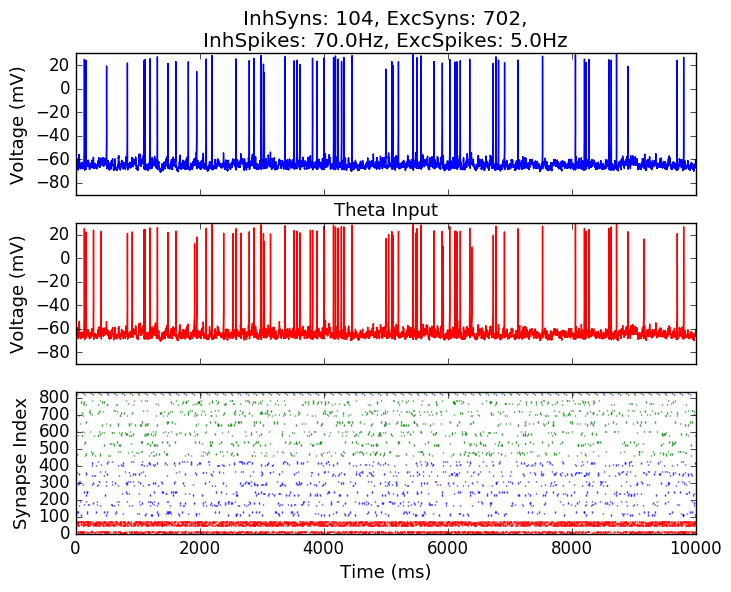 InhSyns: 104, ExcSyns: 702,
InhSpikes: 70.0Hz, ExcSpikes: 5.0Hz
20
0
−20
−40
−60
−80
Voltage (mV)
Theta Input
20
0
−20
−40
−60
−80
Voltage (mV)
800
700
600
500
400
300
200
100
0
Synapse Index
0 2000 4000 6000 8000 10000
Time (ms)